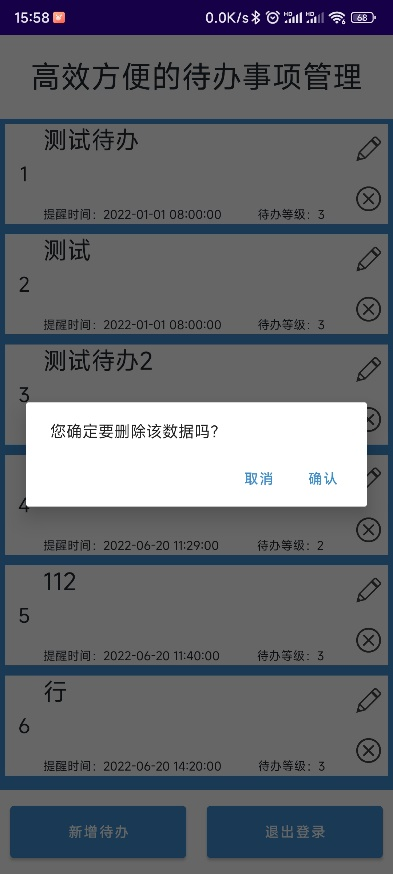 15:58 0.0K/s HD HD 68
高效方便的待办事项管理
测试待办
1
提醒时间：2022-01-01 08:00:00 待办等级：3
测试
2
提醒时间：2022-01-01 08:00:00 待办等级：3
测试待办2
3
您确定要删除该数据吗？
取消 确认
4
提醒时间：2022-06-20 11:29:00 待办等级：2
112
5
提醒时间：2022-06-20 11:40:00 待办等级：3
行
6
提醒时间：2022-06-20 14:20:00 待办等级：3
新增待办 退出登录